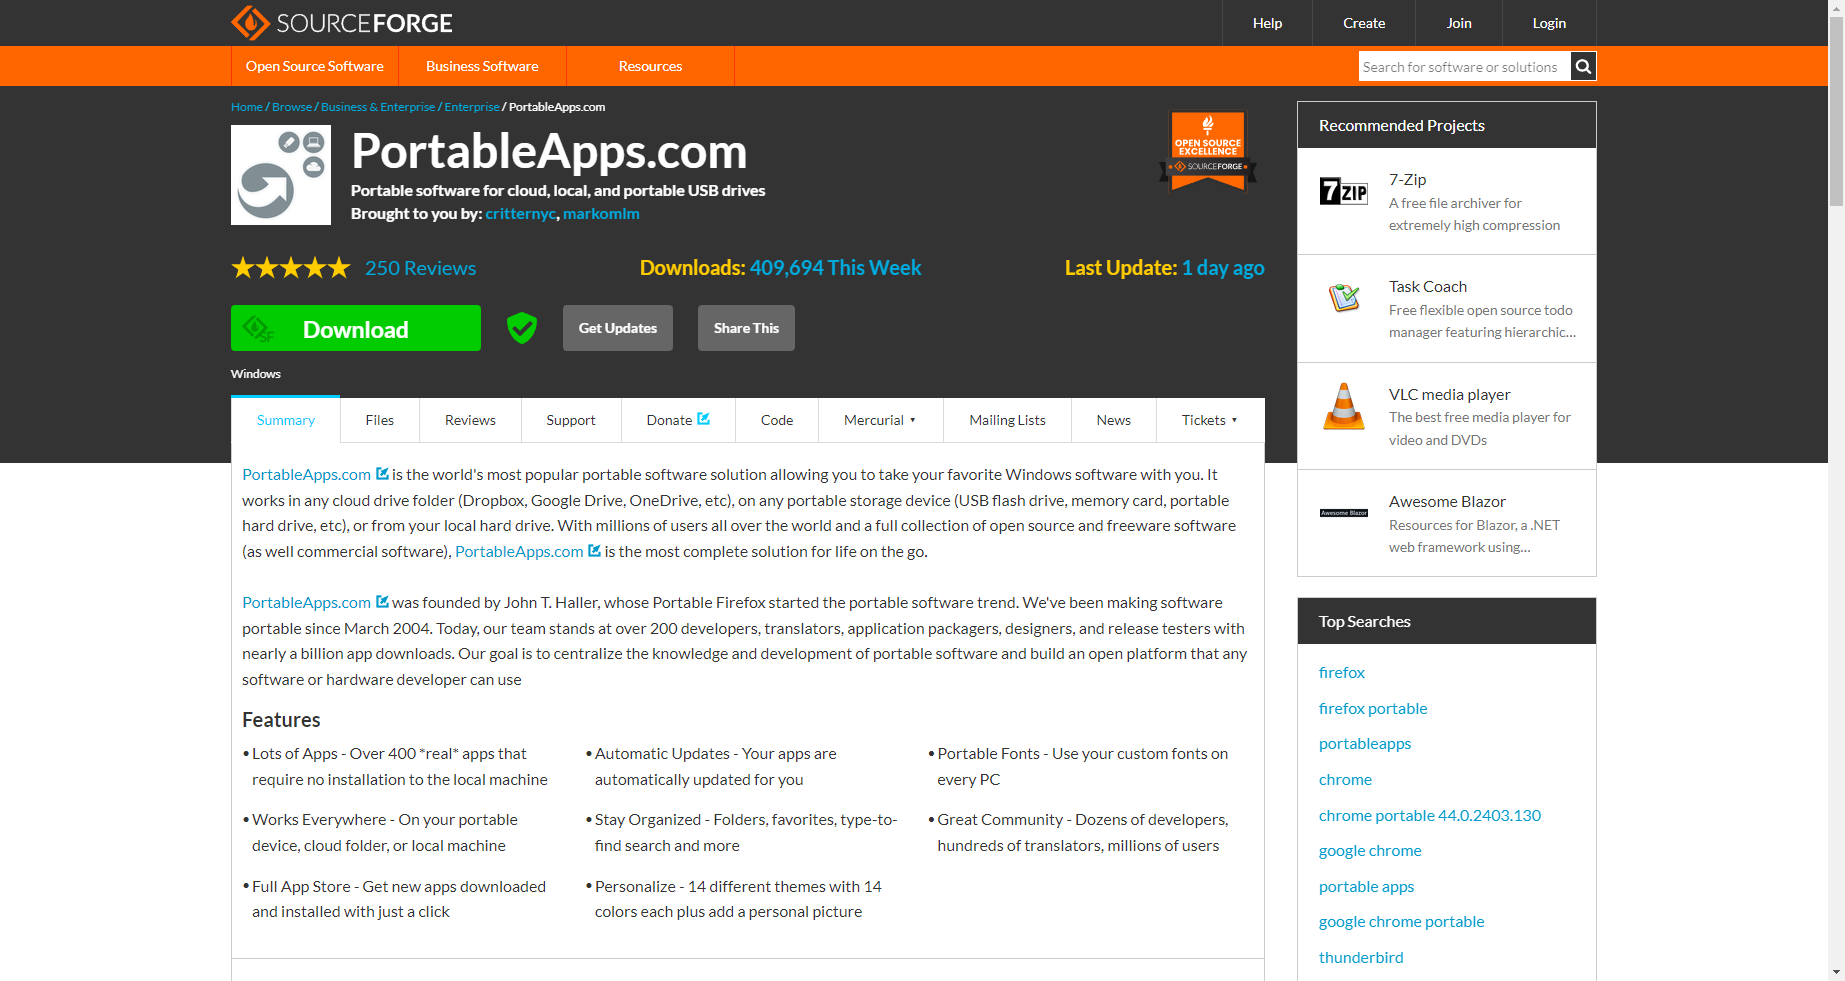 SOURCEFORGE
Help
Create
Join
Login
Open Source Software
Business Software
Resources
Search for software or solutions
Home / Browse / Business & Enterprise / Enterprise / PortableApps.com
PortableApps.com
Portable software for cloud, local, and portable USB drives
Brought to you by: critternyc, markomlm
OPEN SOURCE
EXCELLENCE
SOURCEFORGE
250 Reviews
Downloads: 409,694 This Week
Last Update: 1 day ago
SF
Download
Get Updates
Share This
Windows
Summary
Files
Reviews
Support
Donate
Code
Mercurial
Mailing Lists
News
Tickets
PortableApps.com is the world's most popular portable software solution allowing you to take your favorite Windows software with you. It
works in any cloud drive folder (Dropbox, Google Drive, OneDrive, etc), on any portable storage device (USB flash drive, memory card, portable
hard drive, etc), or from your local hard drive. With millions of users all over the world and a full collection of open source and freeware software
(as well commercial software), PortableApps.com is the most complete solution for life on the go.
PortableApps.com was founded by John T. Haller, whose Portable Firefox started the portable software trend. We've been making software
portable since March 2004. Today, our team stands at over 200 developers, translators, application packagers, designers, and release testers with
nearly a billion app downloads. Our goal is to centralize the knowledge and development of portable software and build an open platform that any
software or hardware developer can use
Features
• Lots of Apps - Over 400 *real* apps that
require no installation to the local machine
• Works Everywhere - On your portable
device, cloud folder, or local machine
• Full App Store - Get new apps downloaded
and installed with just a click
• Automatic Updates - Your apps are
automatically updated for you
• Stay Organized - Folders, favorites, type-to-
find search and more
• Personalize - 14 different themes with 14
colors each plus add a personal picture
• Portable Fonts - Use your custom fonts on
every PC
• Great Community - Dozens of developers,
hundreds of translators, millions of users
Recommended Projects
7ZIP
7-Zip
A free file archiver for
extremely high compression
Task Coach
Free flexible open source todo
manager featuring hierarchic...
VLC media player
The best free media player for
video and DVDs
Awesome Blazor
Awesome Blazor
Resources for Blazor, a .NET
web framework using...
Top Searches
firefox
firefox portable
portableapps
chrome
chrome portable 44.0.2403.130
google chrome
portable apps
google chrome portable
thunderbird